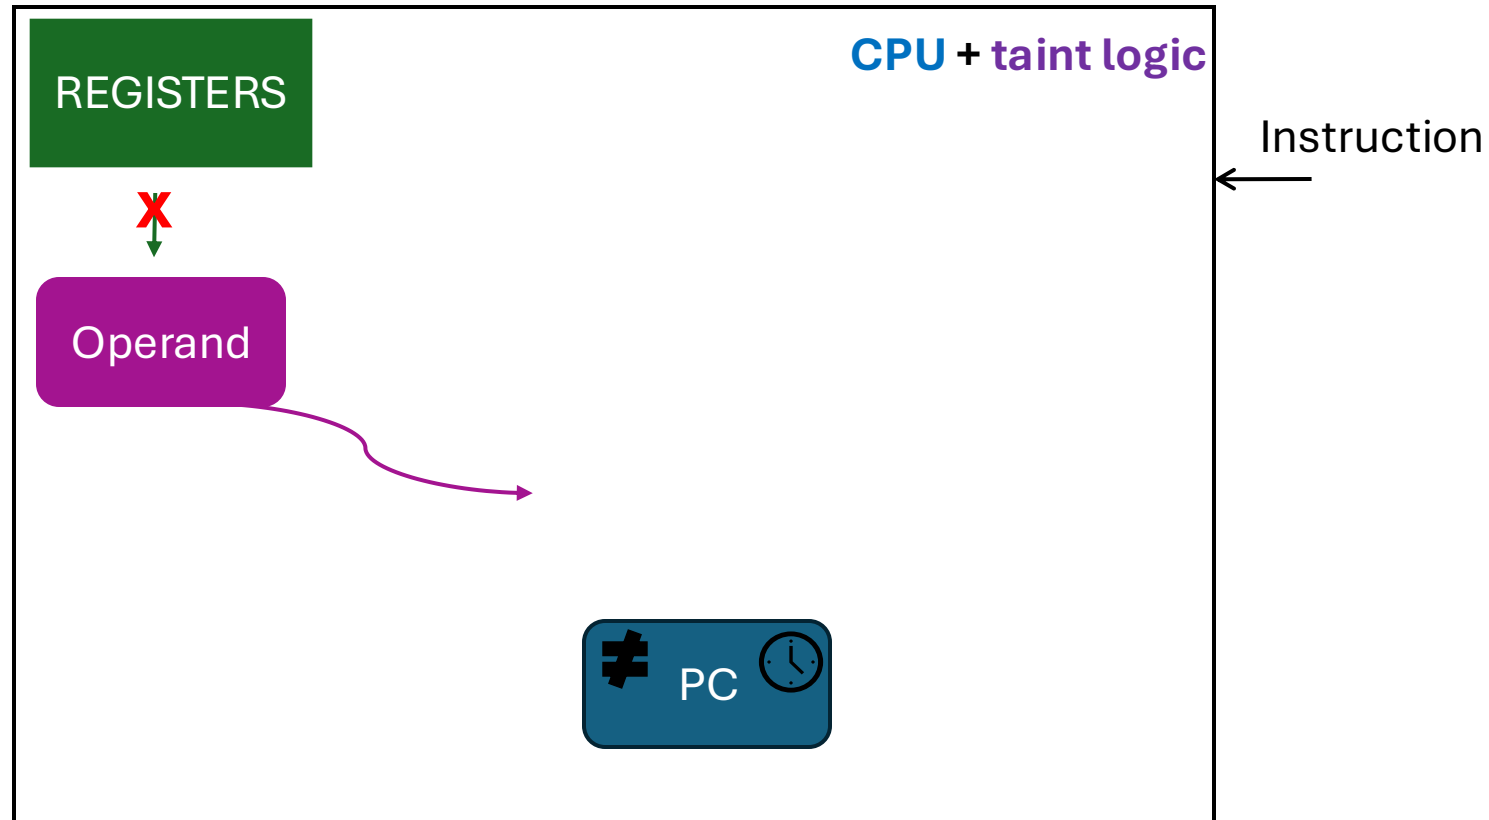 REGISTERS
CPU + taint logic
Instruction
X
Operand
≠
PC